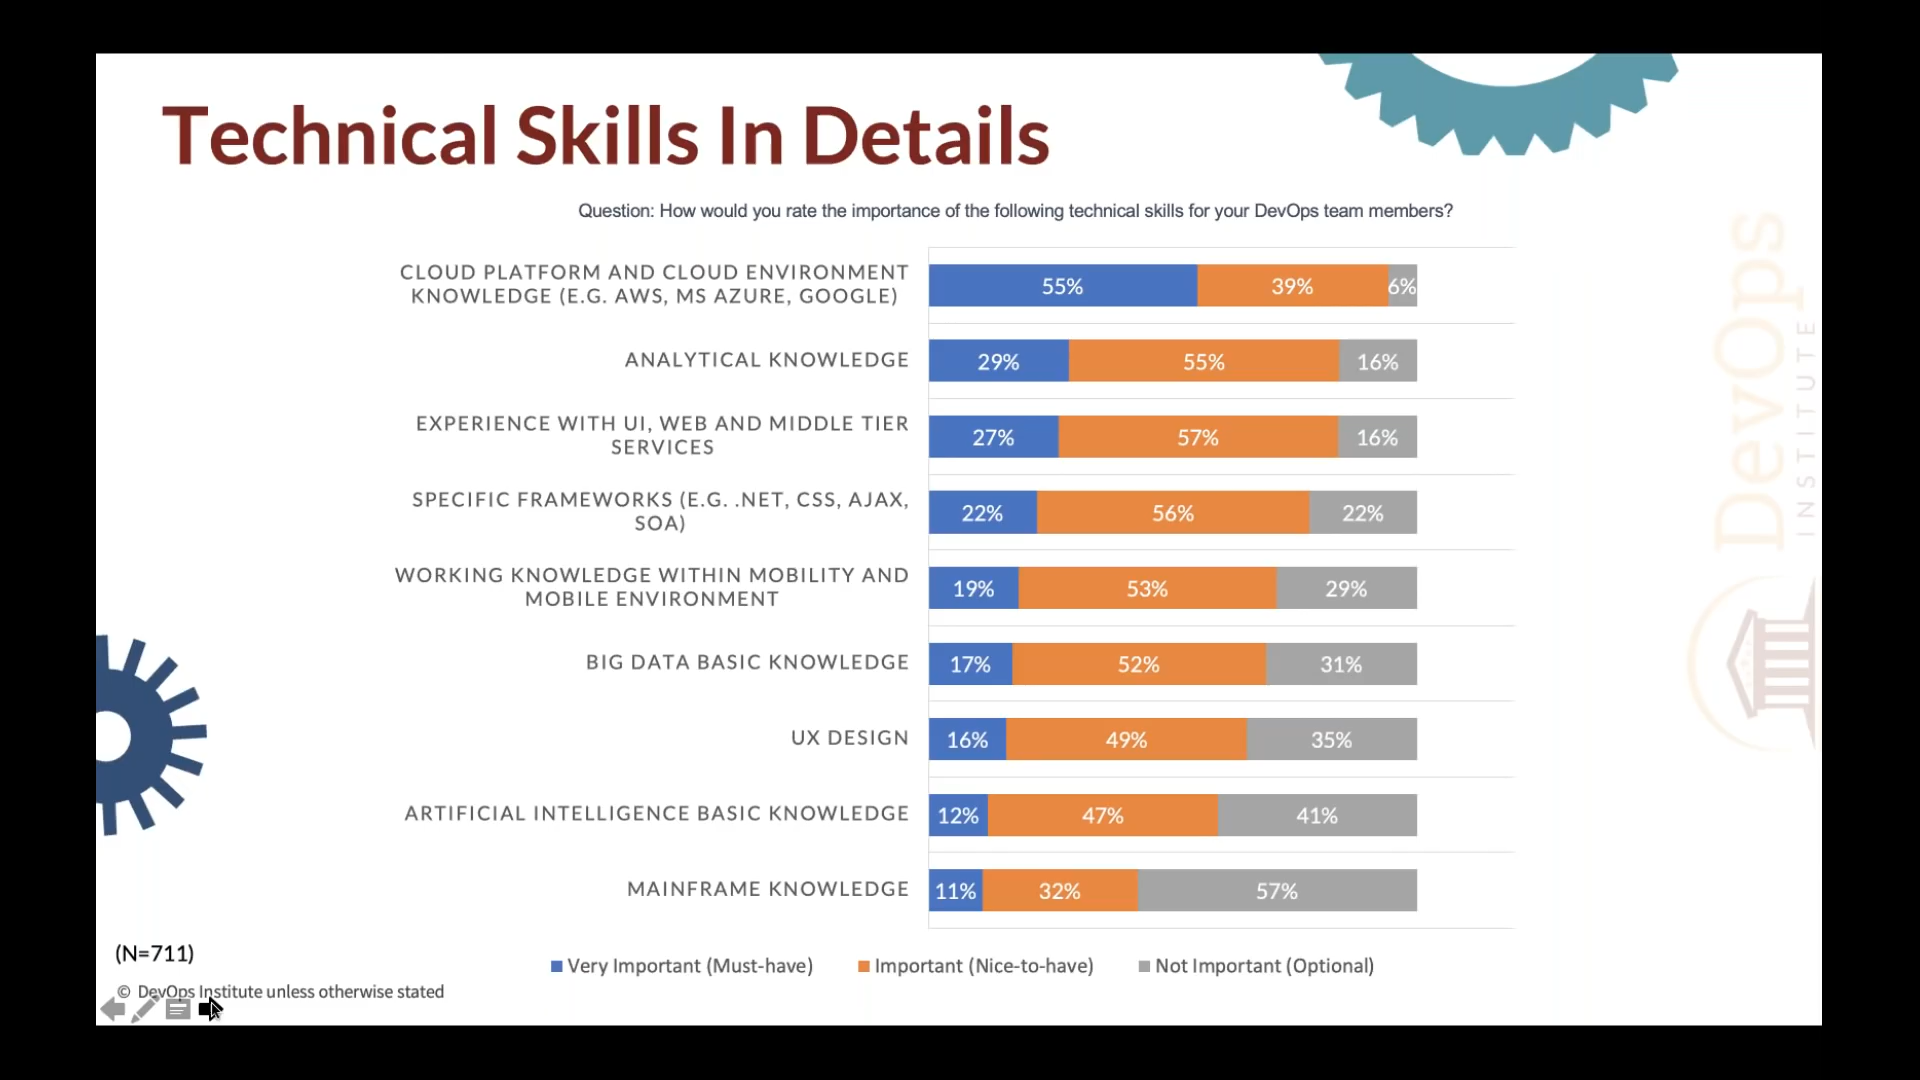 Technical Skills In Details
Question: How would you rate the importance of the following technical skills for your DevOps team members?
CLOUD PLATFORM AND CLOUD ENVIRONMENT
KNOWLEDGE (E.G. AWS, MS AZURE, GOOGLE)
55% 39% 6%
ANALYTICAL KNOWLEDGE
29% 55% 16%
EXPERIENCE WITH UI, WEB AND MIDDLE TIER
SERVICES
27% 57% 16%
SPECIFIC FRAMEWORKS (E.G. .NET, CSS, AJAX,
SOA)
22% 56% 22%
WORKING KNOWLEDGE WITHIN MOBILITY AND
MOBILE ENVIRONMENT
19% 53% 29%
BIG DATA BASIC KNOWLEDGE
17% 52% 31%
UX DESIGN
16% 49% 35%
ARTIFICIAL INTELLIGENCE BASIC KNOWLEDGE
12% 47% 41%
MAINFRAME KNOWLEDGE
11% 32% 57%
Very Important (Must-have) Important (Nice-to-have) Not Important (Optional)
(N=711)
© DevOps Institute unless otherwise stated
DevOps
INSTITUTE